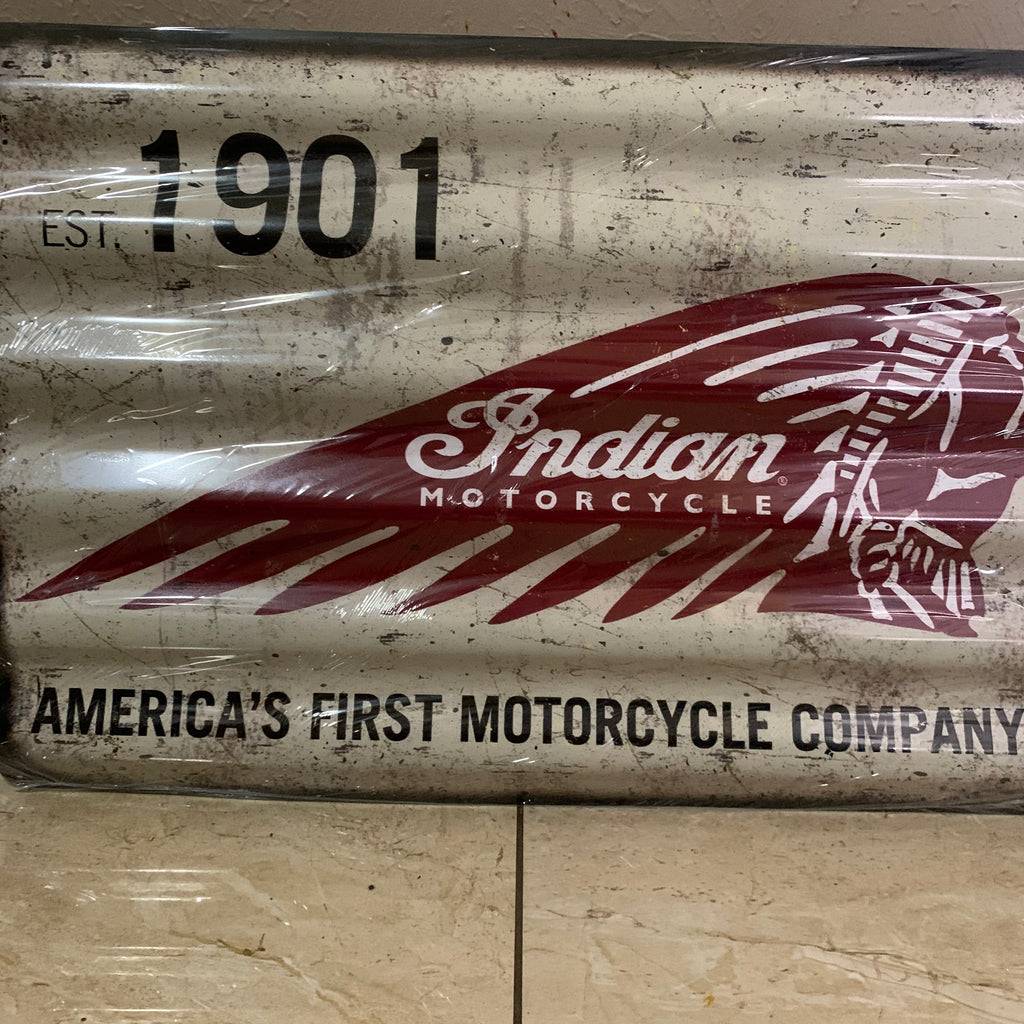 EST. 1901
Indian®
MOTORCYCLE
AMERICA'S FIRST MOTORCYCLE COMPANY